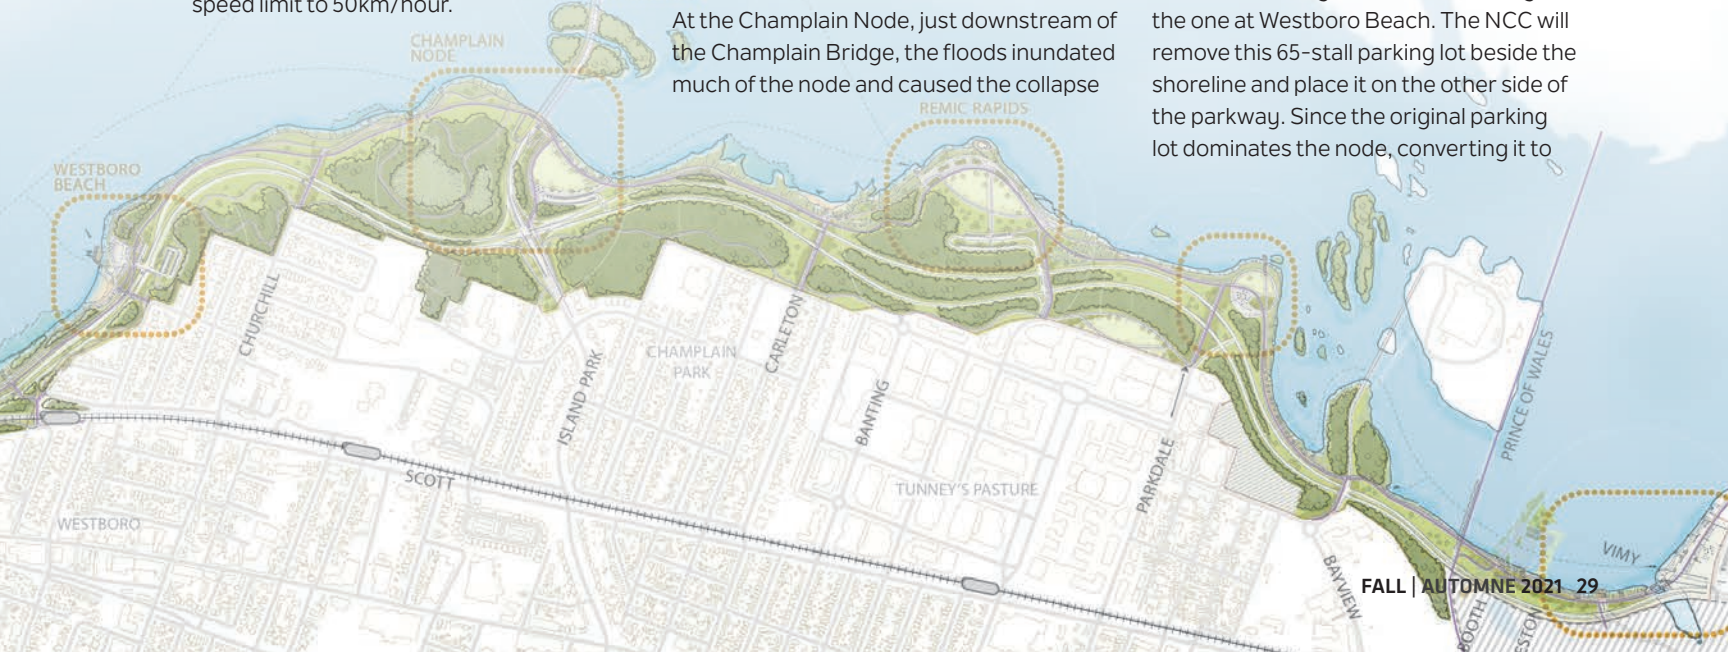 speed limit to 50km/hour.
At the Champlain Node, just downstream of
the Champlain Bridge, the floods inundated
much of the node and caused the collapse
the one at Westboro Beach. The NCC will
remove this 65-stall parking lot beside the
shoreline and place it on the other side of
the parkway. Since the original parking
lot dominates the node, converting it to
CHAMPLAIN
NODE
REMIC RAPIDS
WESTBORO
BEACH
CHURCHILL
ISLAND PARK
CHAMPLAIN
PARK
CARLETON
BANTING
PARKDALE
PRINCE OF WALES
SCOTT
TUNNEY'S PASTURE
WESTBORO
VIMY
BAYVIEW
BOOTH
FALL | AUTOMNE 2021 29